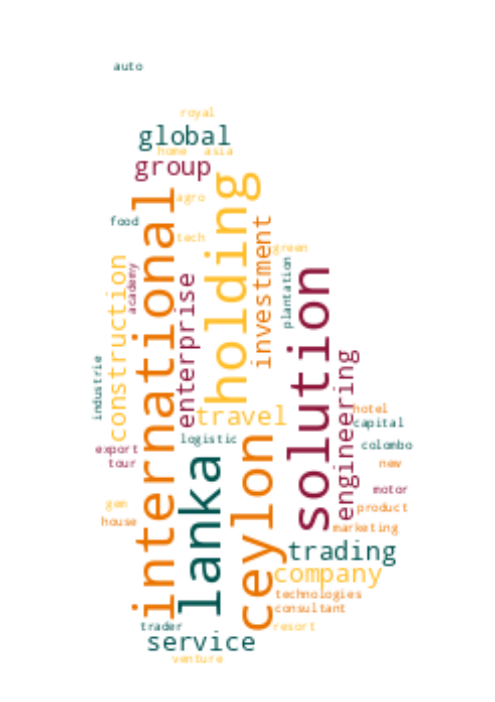 auto
royal
global
home
asia
group
agro
holding
international
food
tech
investment
green
construction
academy
enterprise
plantation
solution
industrie
engineering
travel
hotel
capital
logistic
ceylon
lanka
colombo
export
tour
new
motor
gem
product
house
marketing
trading
company
technologies
consultant
trader
resort
service
venture